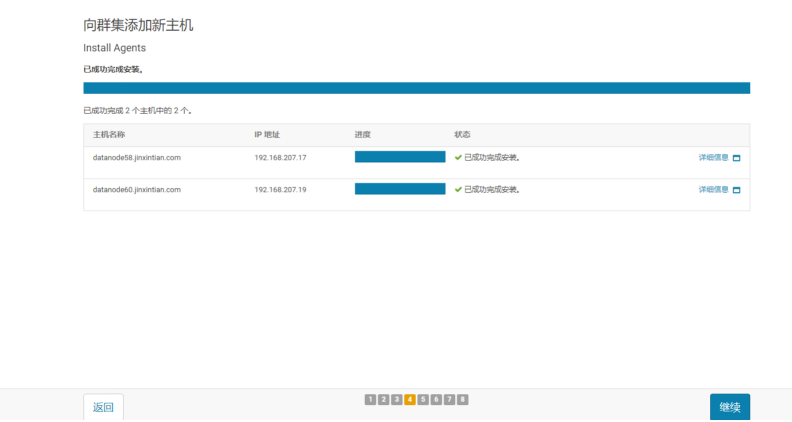 向群集添加新主机
Install Agents
已成功完成安装。
已成功完成 2 个主机中的 2 个。
主机名称 IP 地址 进度 状态
datanode58.jinxintian.com 192.168.207.17 已成功完成安装。 详细信息
datanode60.jinxintian.com 192.168.207.19 已成功完成安装。 详细信息
返回 1 2 3 4 5 6 7 8 继续